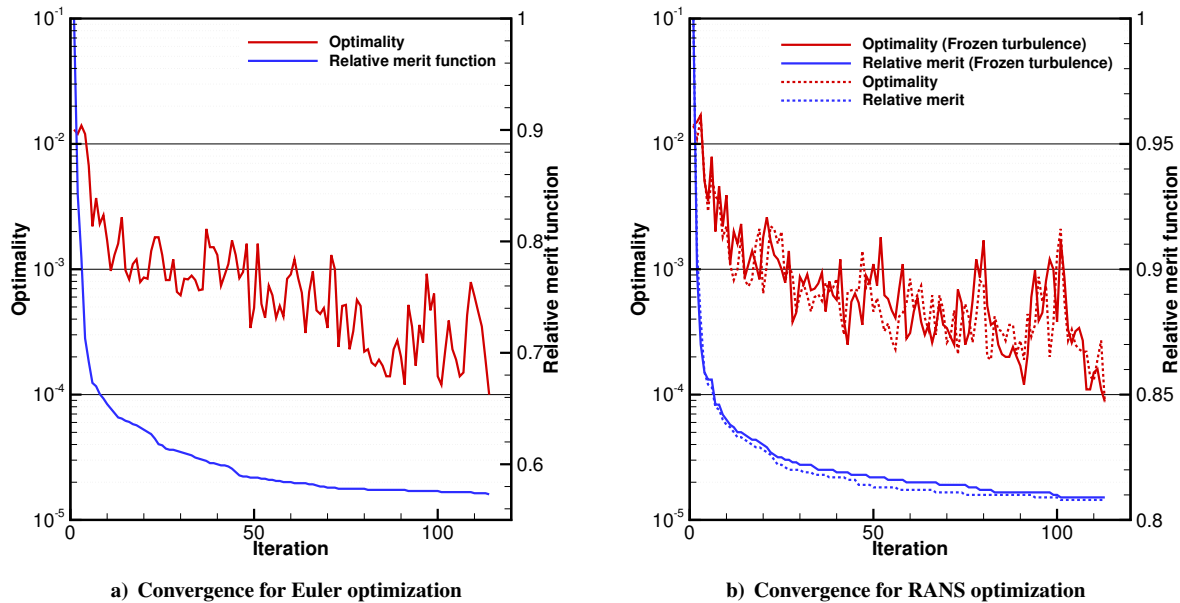 10-1
10-2
10-3
10-4
10-5
Optimality
0
50
100
Iteration
1
0.9
0.8
0.7
0.6
Relative merit function
Optimality
Relative merit function
a) Convergence for Euler optimization
10-1
10-2
10-3
10-4
10-5
Optimality
0
50
100
Iteration
1
0.95
0.9
0.85
0.8
Relative merit function
Optimality (Frozen turbulence)
Relative merit (Frozen turbulence)
Optimality
Relative merit
b) Convergence for RANS optimization